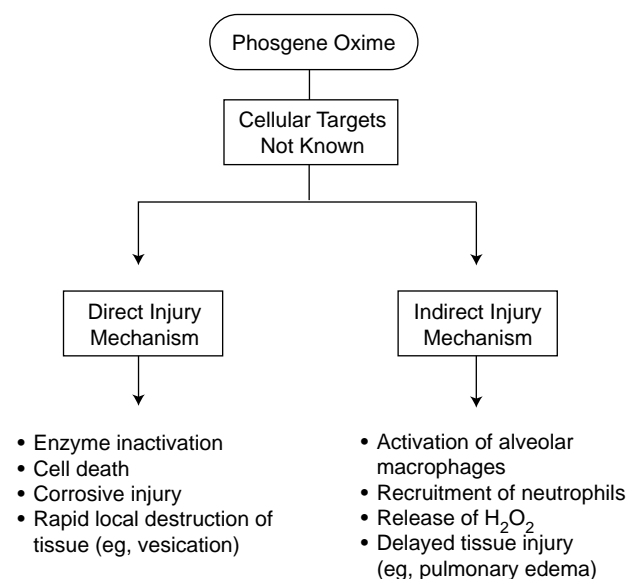 Phosgene Oxime
Cellular Targets
Not Known
Direct Injury
Mechanism
• Enzyme inactivation
• Cell death
• Corrosive injury
• Rapid local destruction of
tissue (eg, vesication)
Indirect Injury
Mechanism
• Activation of alveolar
macrophages
• Recruitment of neutrophils
• Release of H₂O₂
• Delayed tissue injury
(eg, pulmonary edema)